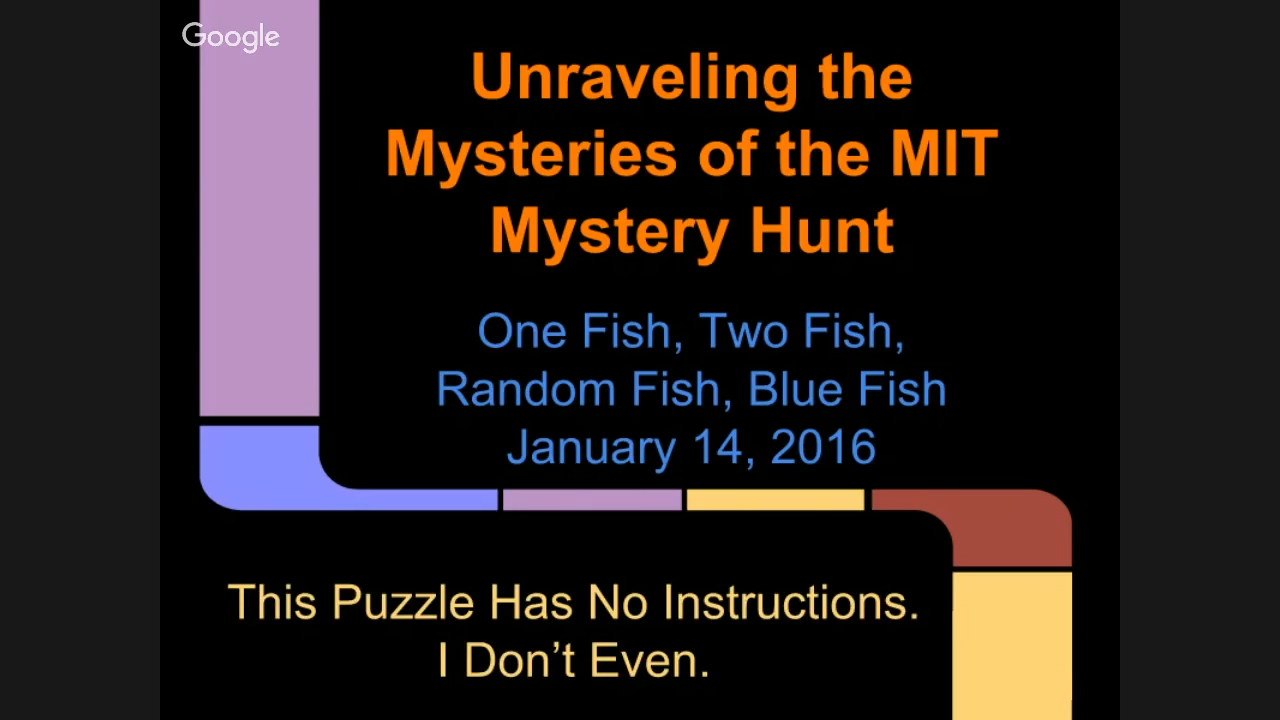 Google
Unraveling the
Mysteries of the MIT
Mystery Hunt
One Fish, Two Fish,
Random Fish, Blue Fish
January 14, 2016
This Puzzle Has No Instructions.
I Don’t Even.